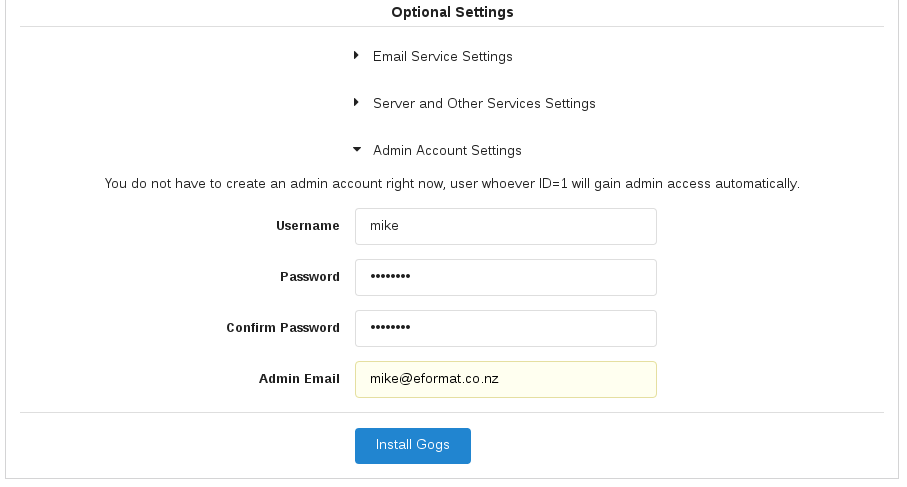 Optional Settings
Email Service Settings
Server and Other Services Settings
Admin Account Settings
You do not have to create an admin account right now, user whoever ID=1 will gain admin access automatically.
Username mike
Password ••••••••
Confirm Password ••••••••
Admin Email mike@eformat.co.nz
Install Gogs